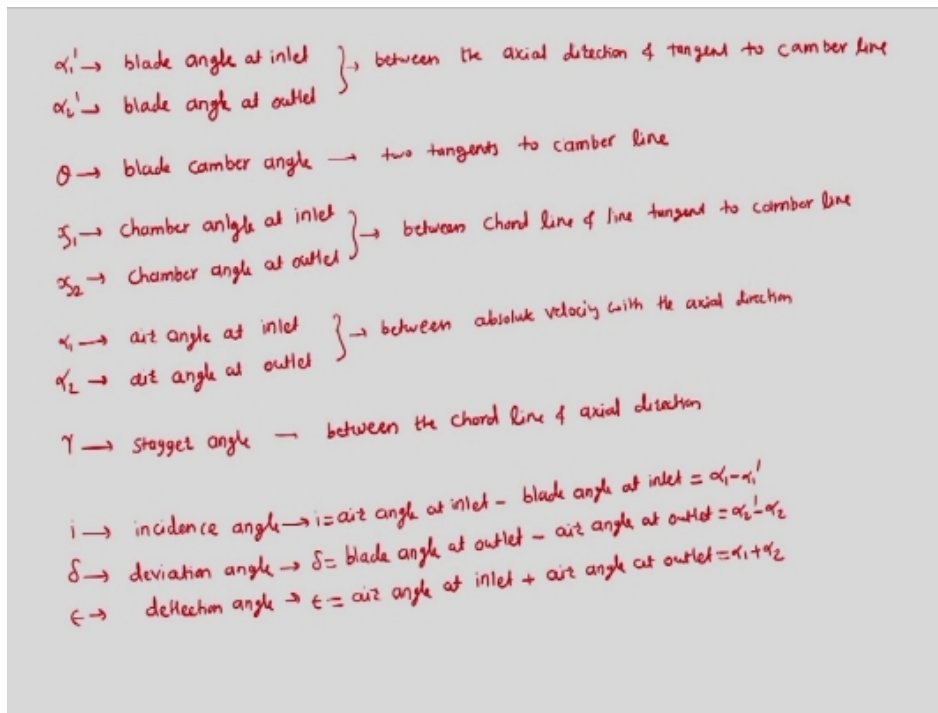 α₁' → blade angle at inlet } → between the axial direction & tangent to camber line
α₂' → blade angle at outlet
θ → blade camber angle → two tangents to camber line
ϰ₁ → Chamber anlgle at inlet } → between Chord line & line tangent to camber line
ϰ₂ → Chamber angle at outlet
α₁ → air angle at inlet } → between absolute velociy with the axial direction
α₂ → air angle at outlet
γ → stagger angle — between the chord line & axial direction
i → incidence angle → i = air angle at inlet - blade angle at inlet = α₁-α₁'
δ → deviation angle → δ = blade angle at outlet - air angle at outlet = α₂'-α₂
ϵ → deflection angle → ϵ = air angle at inlet + air angle at outlet = α₁+α₂